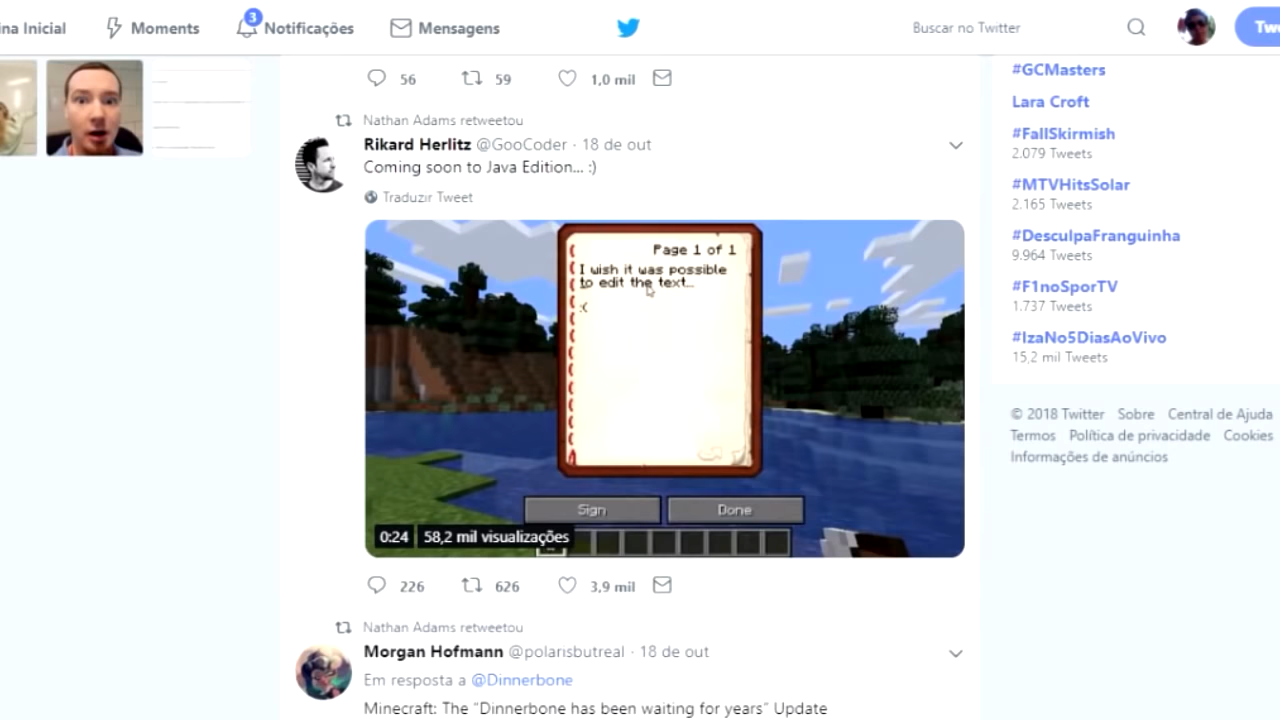 na Inicial
Moments
3
Notificações
Mensagens
Buscar no Twitter
56
59
1,0 mil
Nathan Adams retweetou
Rikard Herlitz @GooCoder · 18 de out
Coming soon to Java Edition... :)
Traduzir Tweet
Page 1 of 1
I wish it was possible
to edit the text...
:(
Sign
Done
0:24
58,2 mil visualizações
226
626
3,9 mil
Nathan Adams retweetou
Morgan Hofmann @polarisbutreal · 18 de out
Em resposta a @Dinnerbone
Minecraft: The “Dinnerbone has been waiting for years” Update
#GCMasters
Lara Croft
#FallSkirmish
2.079 Tweets
#MTVHitsSolar
2.165 Tweets
#DesculpaFranguinha
9.964 Tweets
#F1noSporTV
1.737 Tweets
#IzaNo5DiasAoVivo
15,2 mil Tweets
© 2018 Twitter Sobre Central de Ajuda
Termos Política de privacidade Cookies
Informações de anúncios